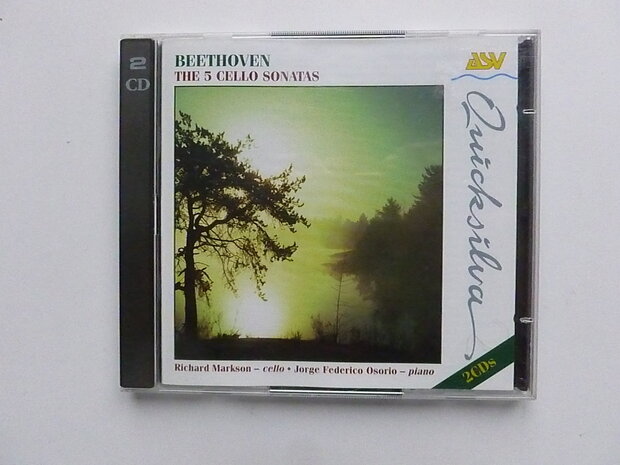 2
CD
BEETHOVEN
THE 5 CELLO SONATAS
ASV
Quicksilva
Richard Markson – cello • Jorge Federico Osorio – piano
2CDs